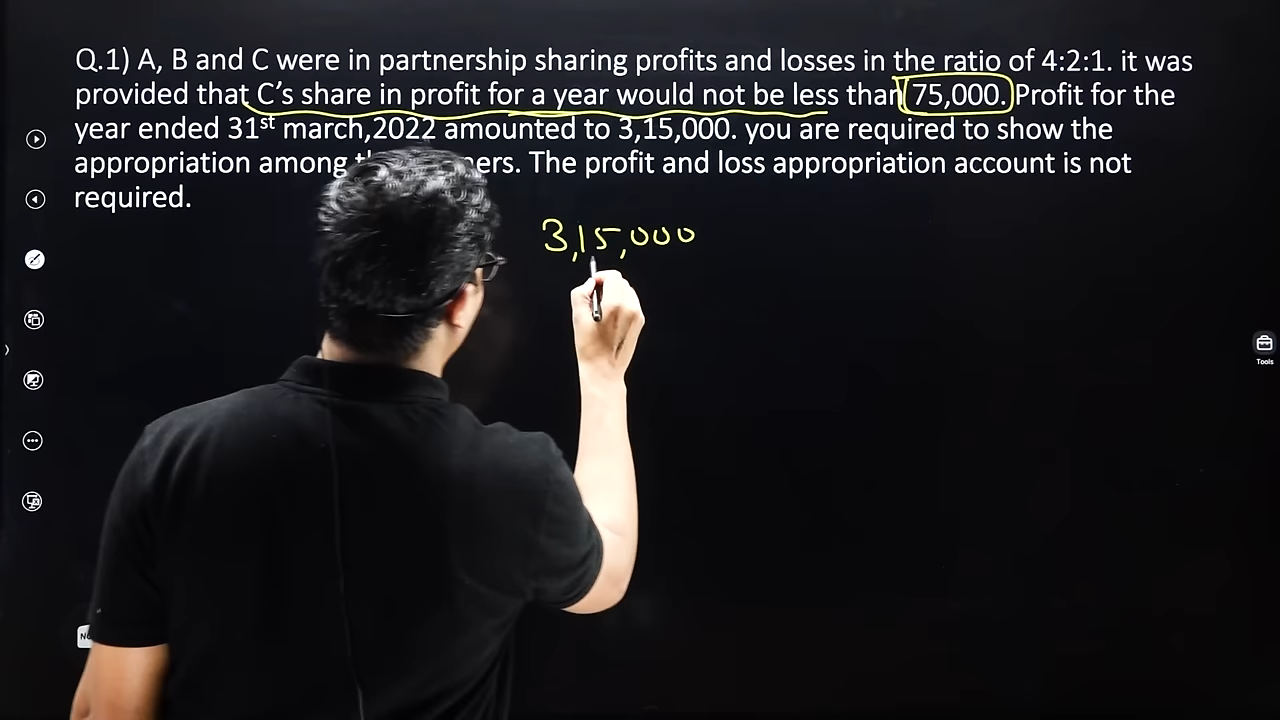 Q.1) A, B and C were in partnership sharing profits and losses in the ratio of 4:2:1. it was
provided that C's share in profit for a year would not be less than 75,000. Profit for the
year ended 31st march,2022 amounted to 3,15,000. you are required to show the
appropriation among The profit and loss appropriation account is not
required.
3,15,000
Tools